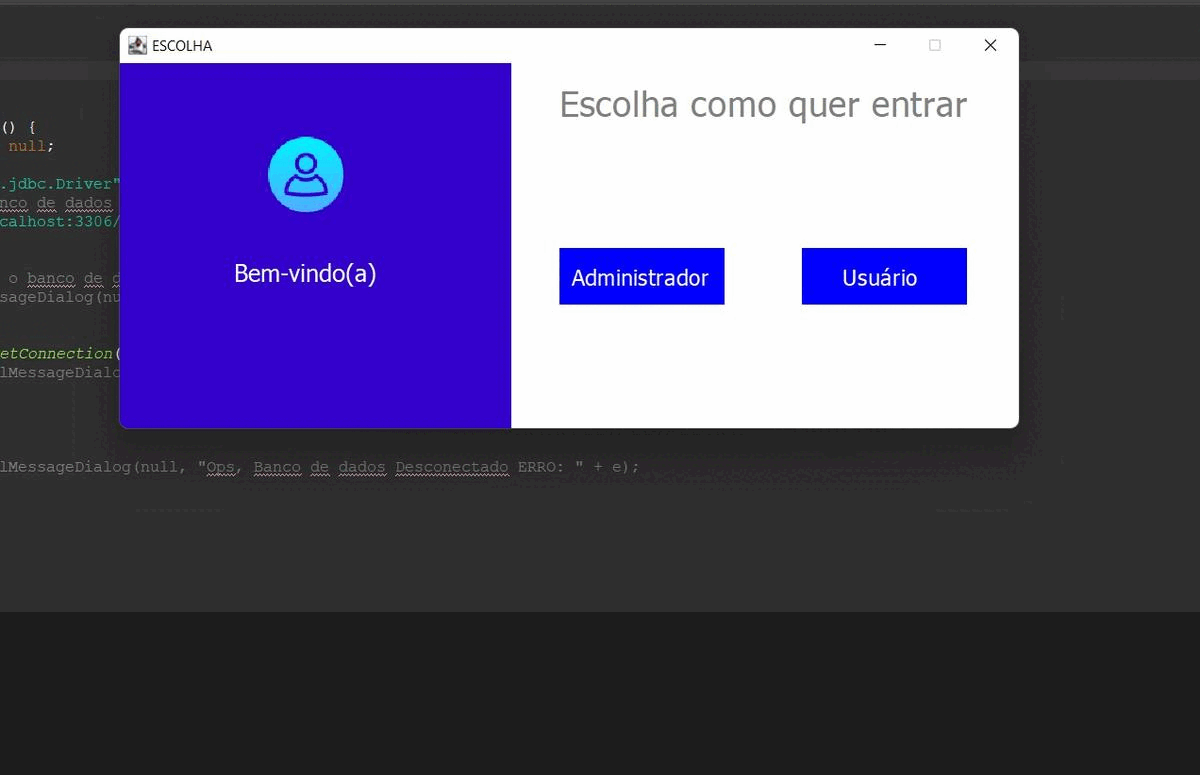 ESCOLHA
Escolha como quer entrar
Bem-vindo(a)
Administrador
Usuário
() {
null;
.jdbc.Driver"
nco de dados
calhost:3306/
o banco de d
sageDialog(nu
etConnection(
lMessageDialo
lMessageDialog(null, "Ops, Banco de dados Desconectado ERRO: " + e);